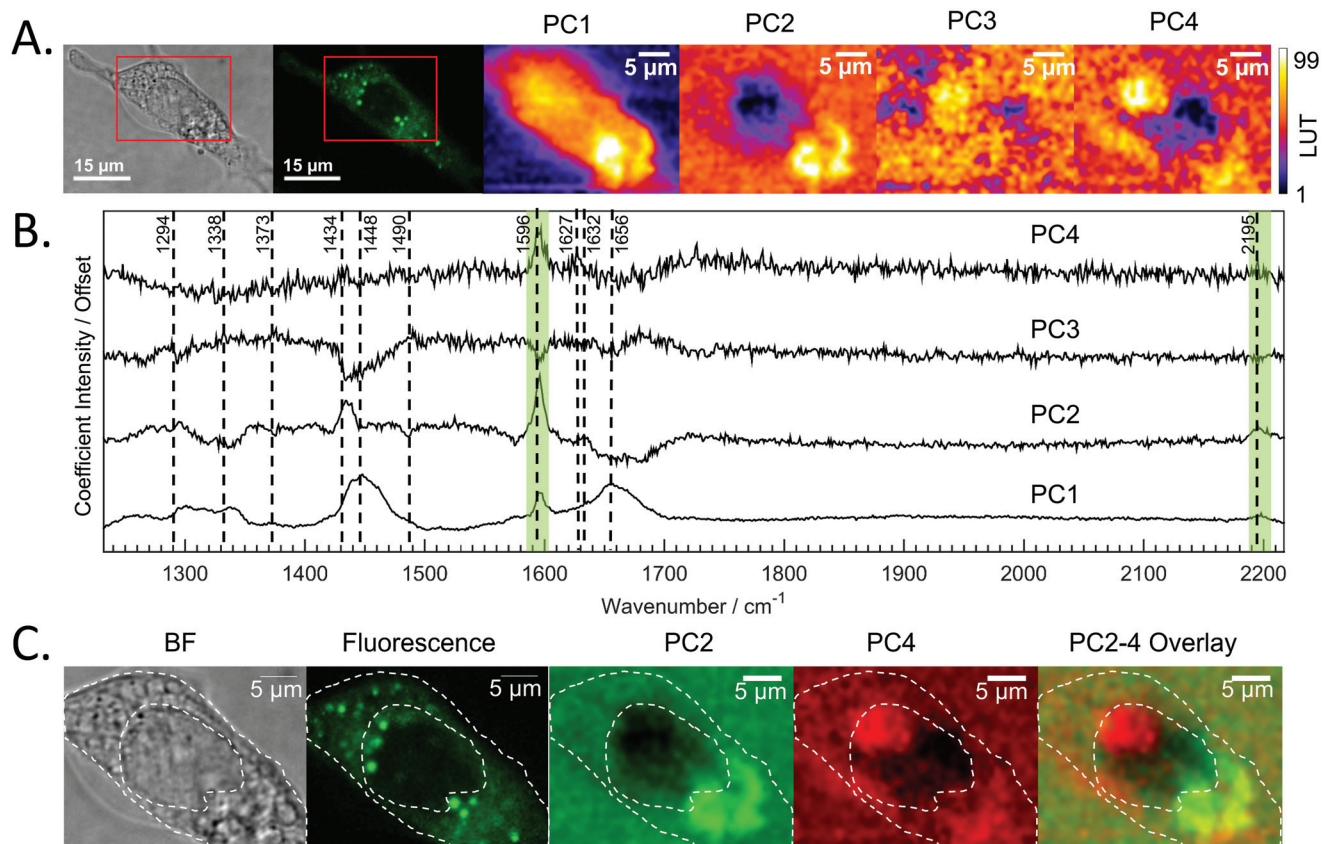 A.
PC1 PC2 PC3 PC4
15 μm 15 μm 5 μm 5 μm 5 μm 5 μm
99
LUT
1
B.
1294 1338 1373 1434 1448 1490 1596 1627 1632 1656 2195
PC4
PC3
PC2
PC1
Coefficient Intensity / Offset
1300 1400 1500 1600 1700 1800 1900 2000 2100 2200
Wavenumber / cm⁻¹
C.
BF Fluorescence PC2 PC4 PC2-4 Overlay
5 μm 5 μm 5 μm 5 μm 5 μm